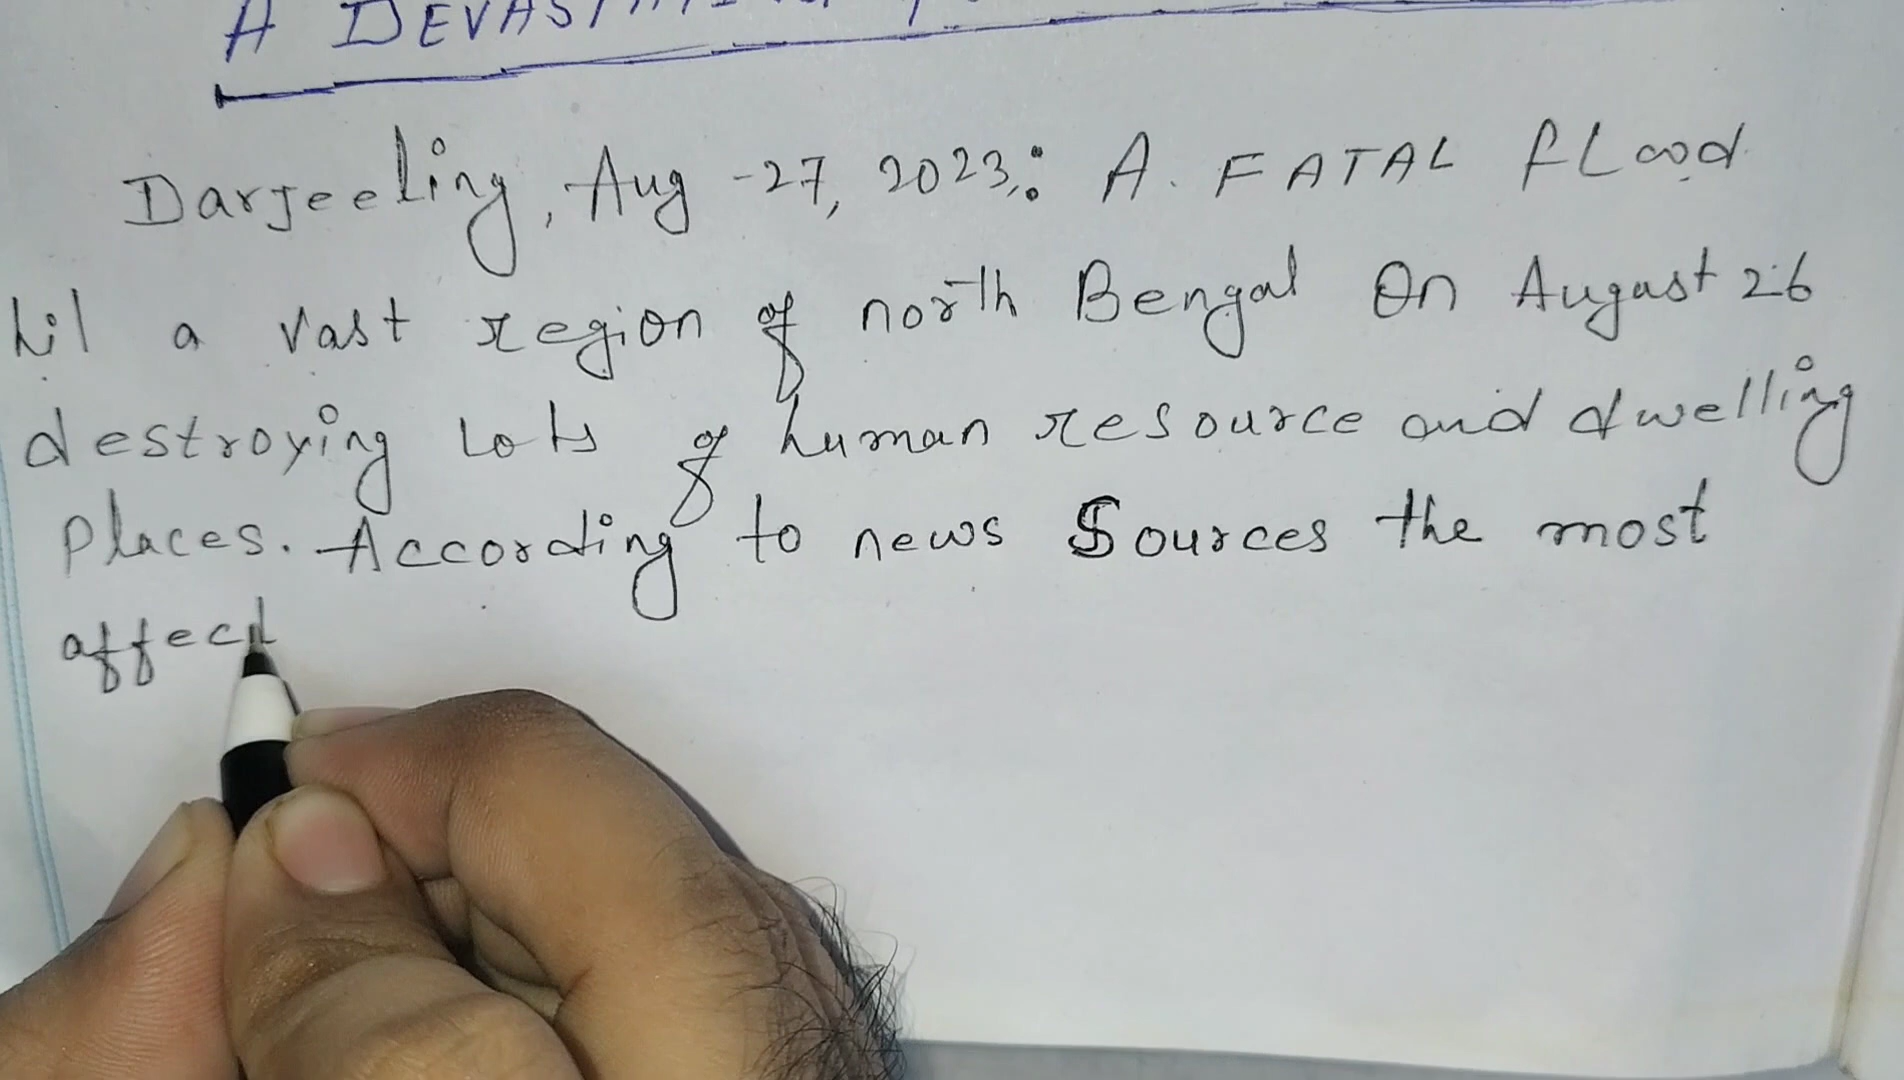 A DEVASTATING
Darjeeling, Aug -27, 2023,: A. FATAL flood
hit a vast region of north Bengal On August 26
destroying lots of human resource and dwelling
places. According to news Sources the most
affect